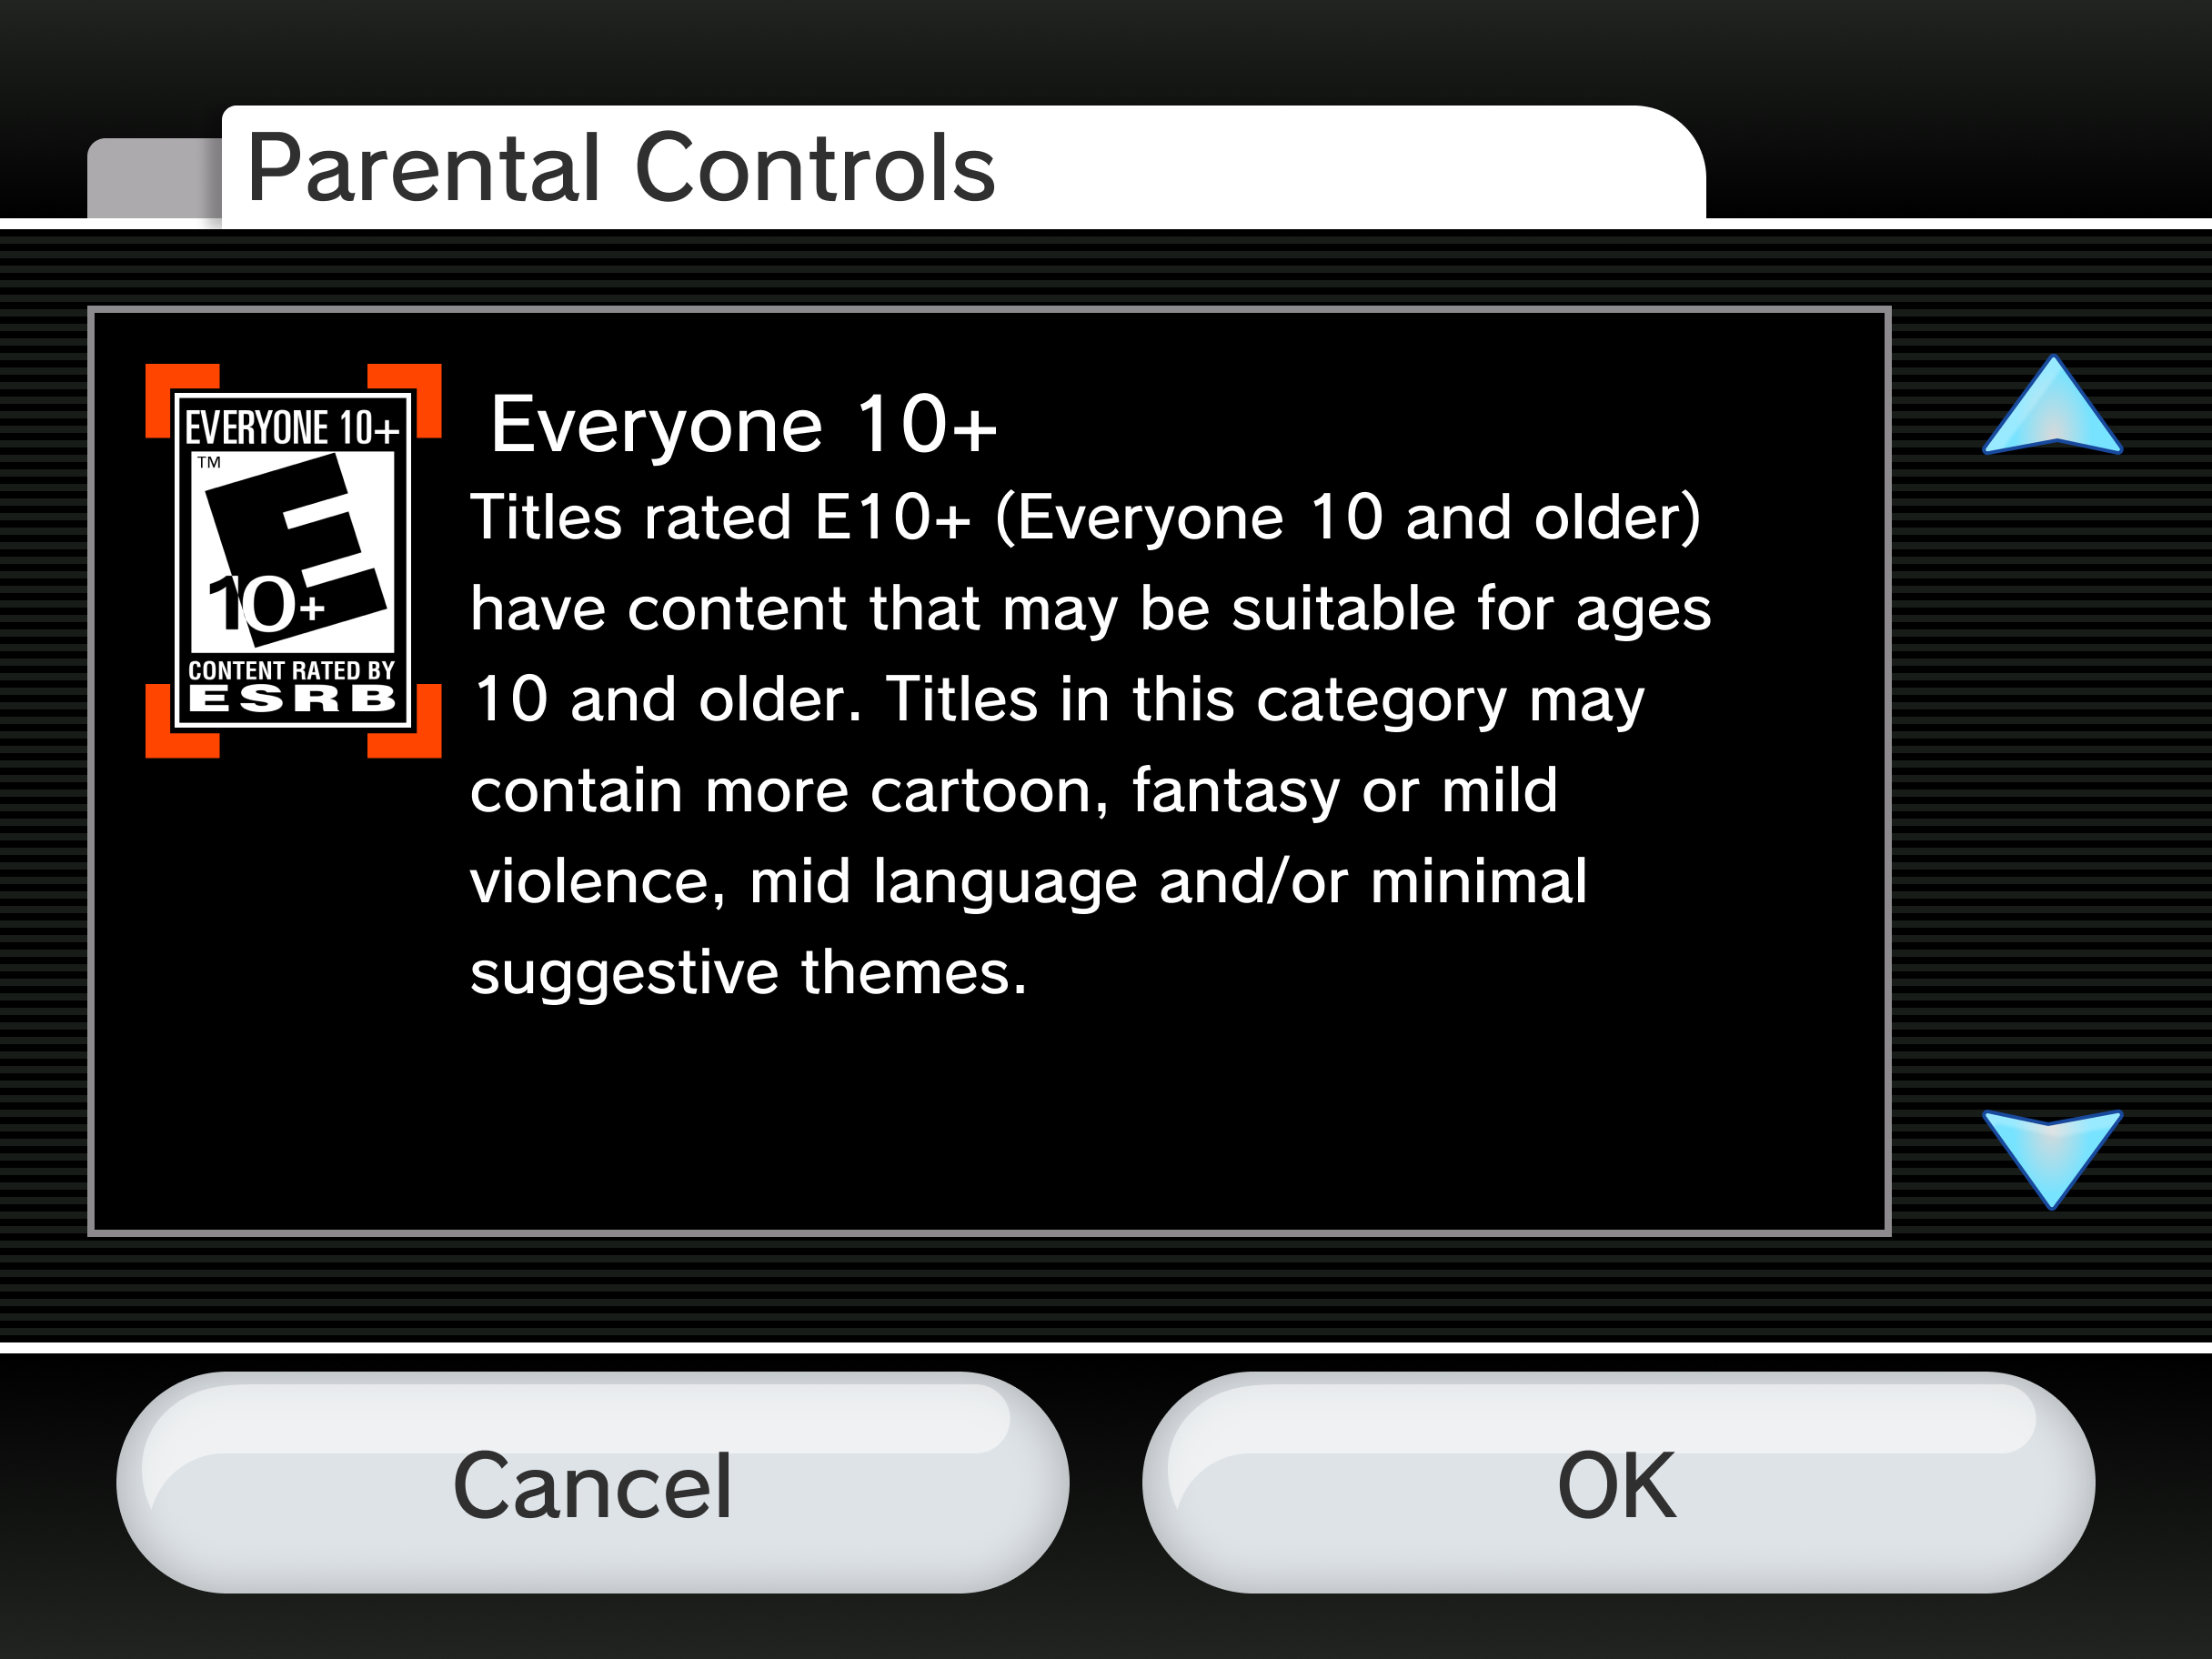 Parental Controls
EVERYONE 10+
TM
E
10+
CONTENT RATED BY
ESRB
Everyone 10+
Titles rated E10+ (Everyone 10 and older)
have content that may be suitable for ages
10 and older. Titles in this category may
contain more cartoon, fantasy or mild
violence, mid language and/or minimal
suggestive themes.
Cancel
OK